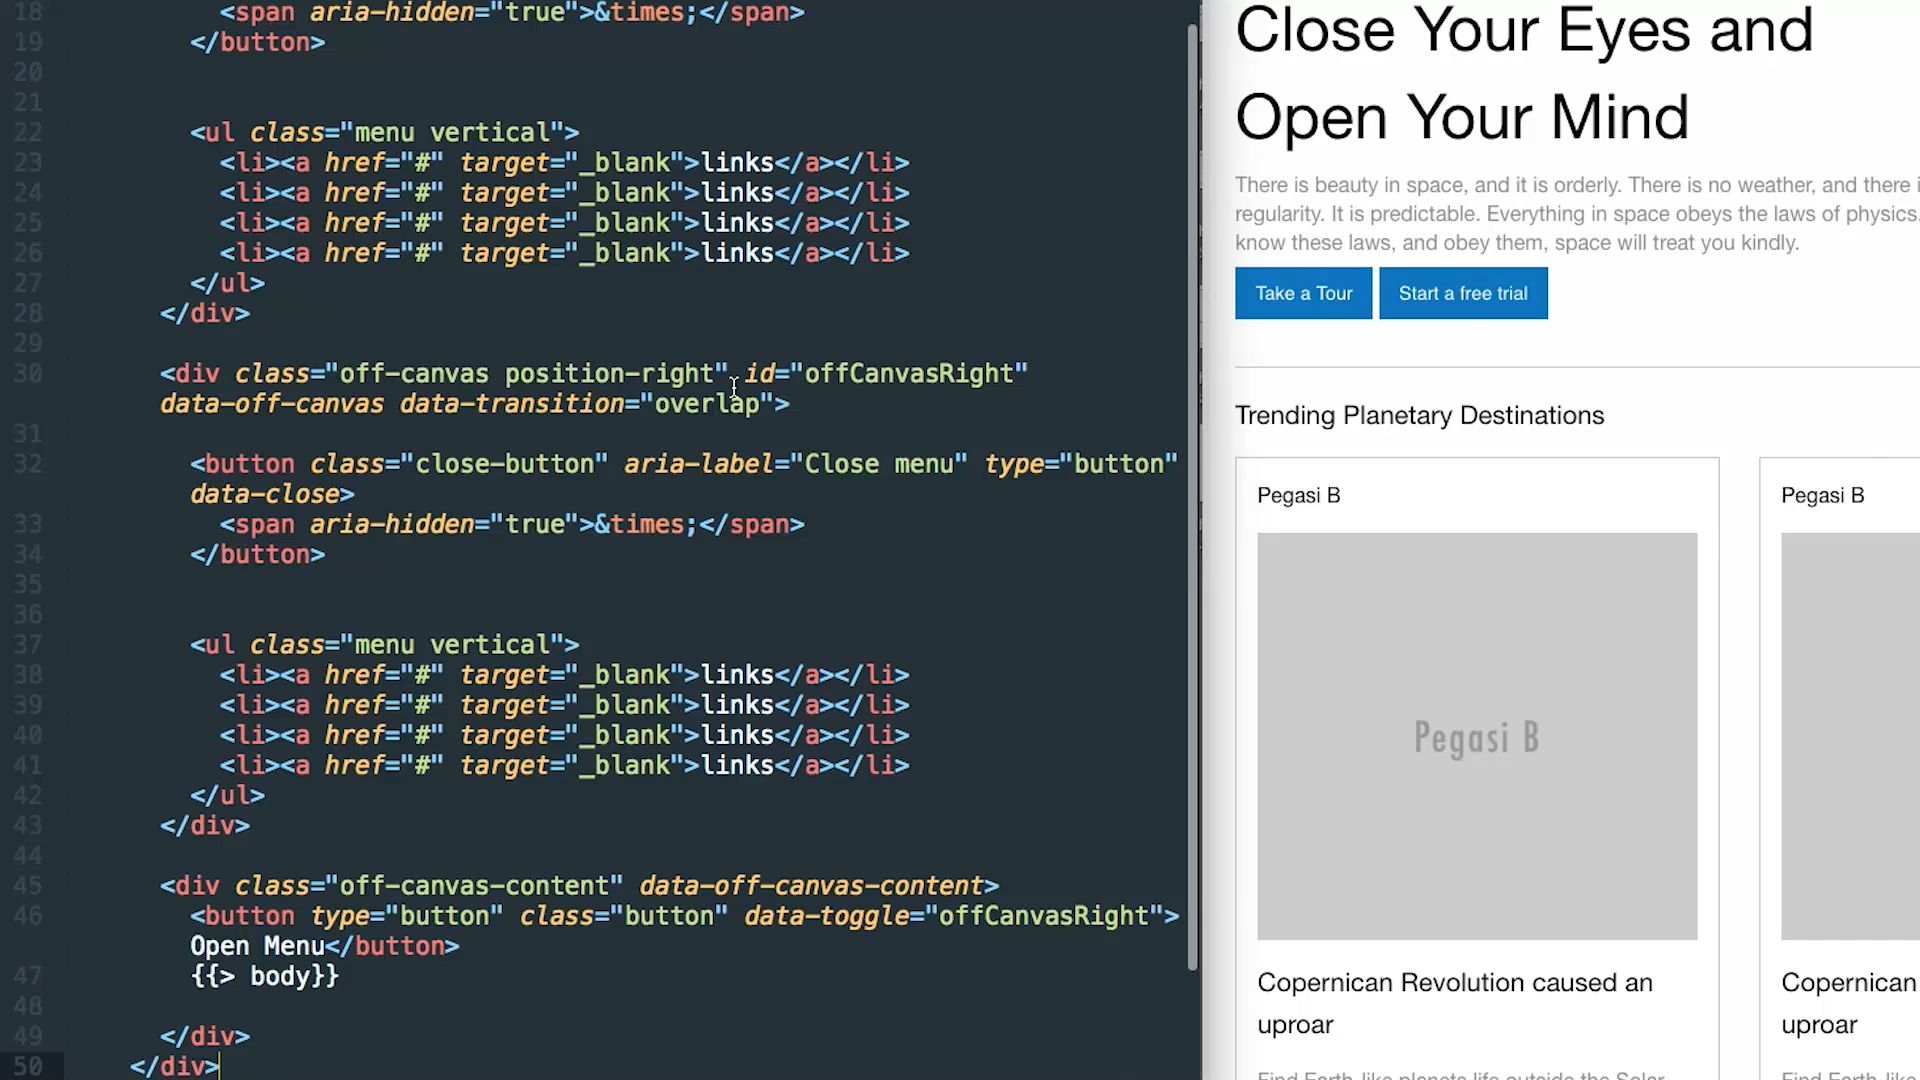 18 <span aria-hidden="true">&times;</span>
19 </button>
20
21
22 <ul class="menu vertical">
23 <li><a href="#" target="_blank">links</a></li>
24 <li><a href="#" target="_blank">links</a></li>
25 <li><a href="#" target="_blank">links</a></li>
26 <li><a href="#" target="_blank">links</a></li>
27 </ul>
28 </div>
29
30 <div class="off-canvas position-right" id="offCanvasRight"
data-off-canvas data-transition="overlap">
31
32 <button class="close-button" aria-label="Close menu" type="button"
data-close>
33 <span aria-hidden="true">&times;</span>
34 </button>
35
36
37 <ul class="menu vertical">
38 <li><a href="#" target="_blank">links</a></li>
39 <li><a href="#" target="_blank">links</a></li>
40 <li><a href="#" target="_blank">links</a></li>
41 <li><a href="#" target="_blank">links</a></li>
42 </ul>
43 </div>
44
45 <div class="off-canvas-content" data-off-canvas-content>
46 <button type="button" class="button" data-toggle="offCanvasRight">
Open Menu</button>
47 {{> body}}
48
49 </div>
50 </div>
Close Your Eyes and
Open Your Mind
There is beauty in space, and it is orderly. There is no weather, and there i
regularity. It is predictable. Everything in space obeys the laws of physics.
know these laws, and obey them, space will treat you kindly.
Take a Tour
Start a free trial
Trending Planetary Destinations
Pegasi B
Pegasi B
Copernican Revolution caused an
uproar
Find Earth-like planets life outside the Solar
Pegasi B
Copernican
uproar
Find Earth-like